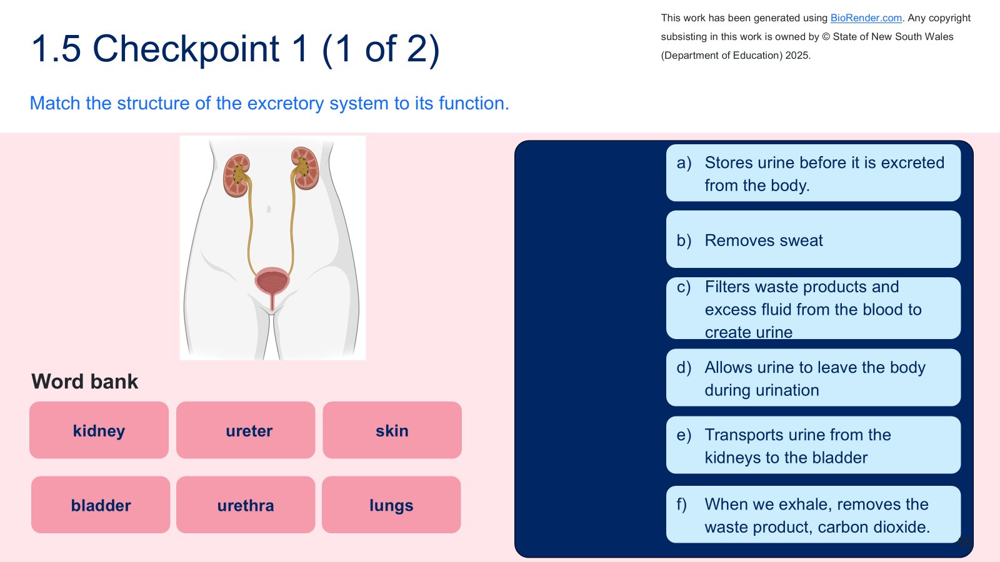 1.5 Checkpoint 1 (1 of 2)
This work has been generated using BioRender.com. Any copyright
subsisting in this work is owned by © State of New South Wales
(Department of Education) 2025.
Match the structure of the excretory system to its function.
Word bank
kidney
ureter
skin
bladder
urethra
lungs
a) Stores urine before it is excreted
from the body.
b) Removes sweat
c) Filters waste products and
excess fluid from the blood to
create urine
d) Allows urine to leave the body
during urination
e) Transports urine from the
kidneys to the bladder
f) When we exhale, removes the
waste product, carbon dioxide.